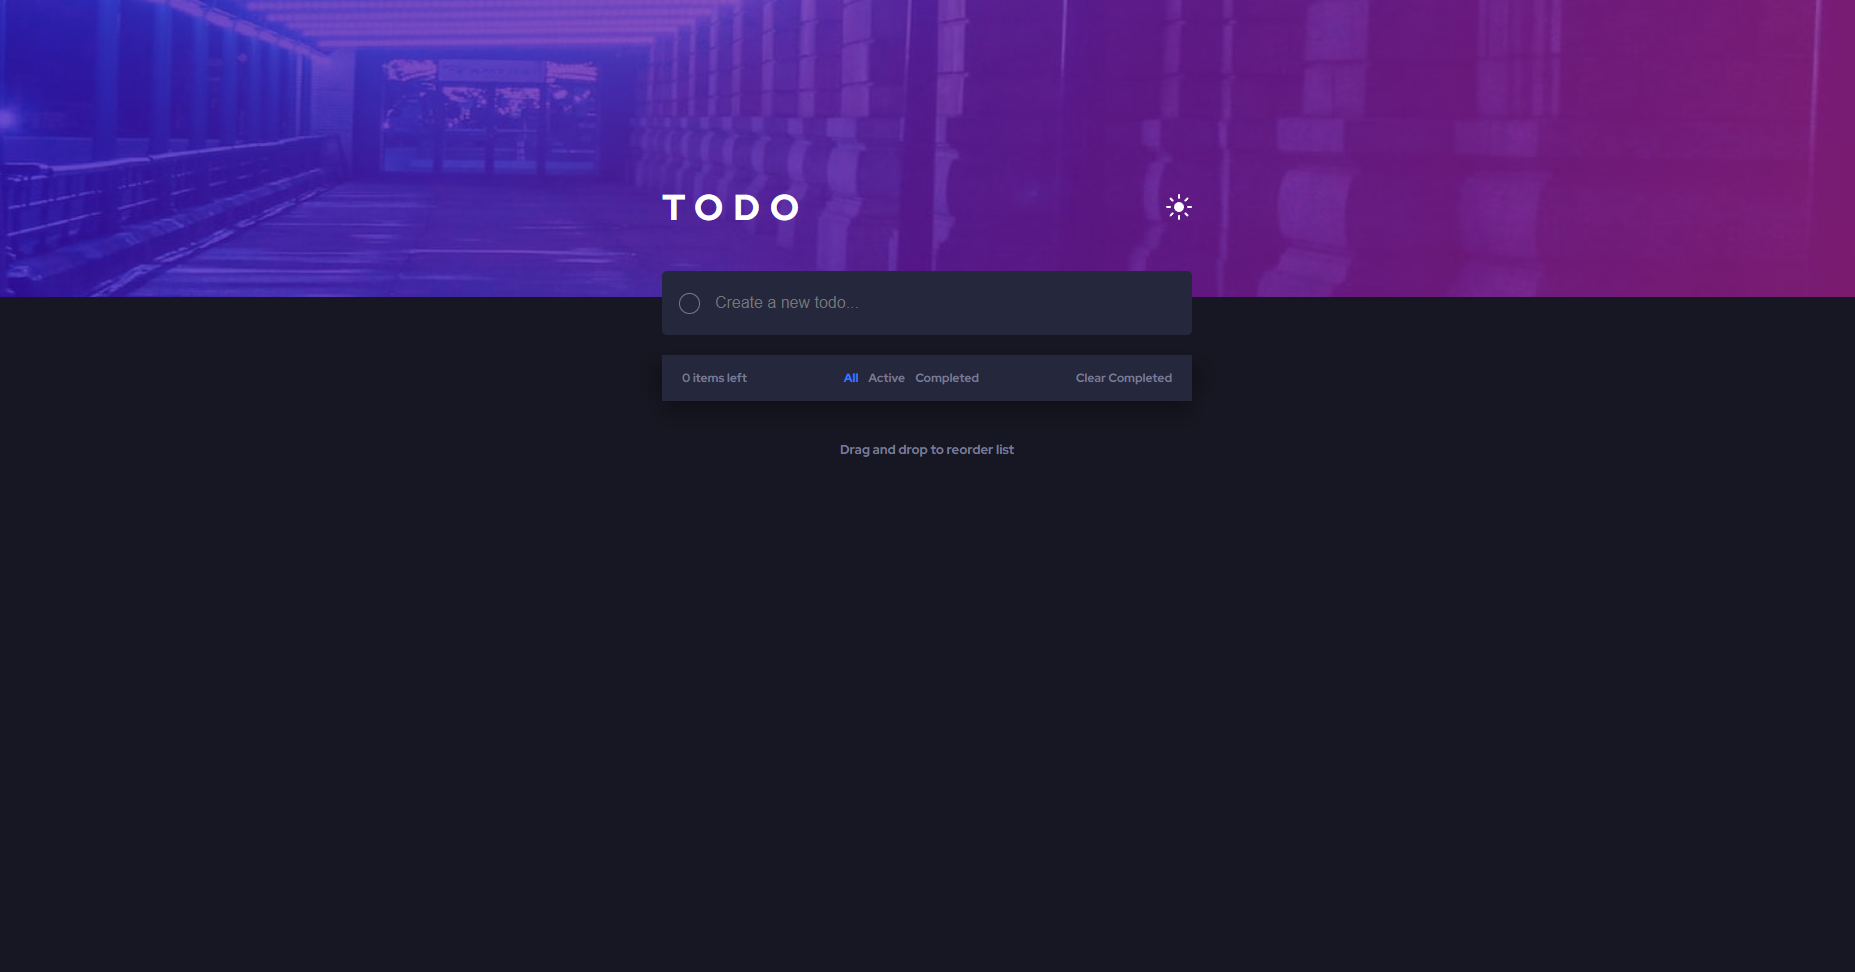 TODO
Create a new todo...
0 items left All Active Completed Clear Completed
Drag and drop to reorder list